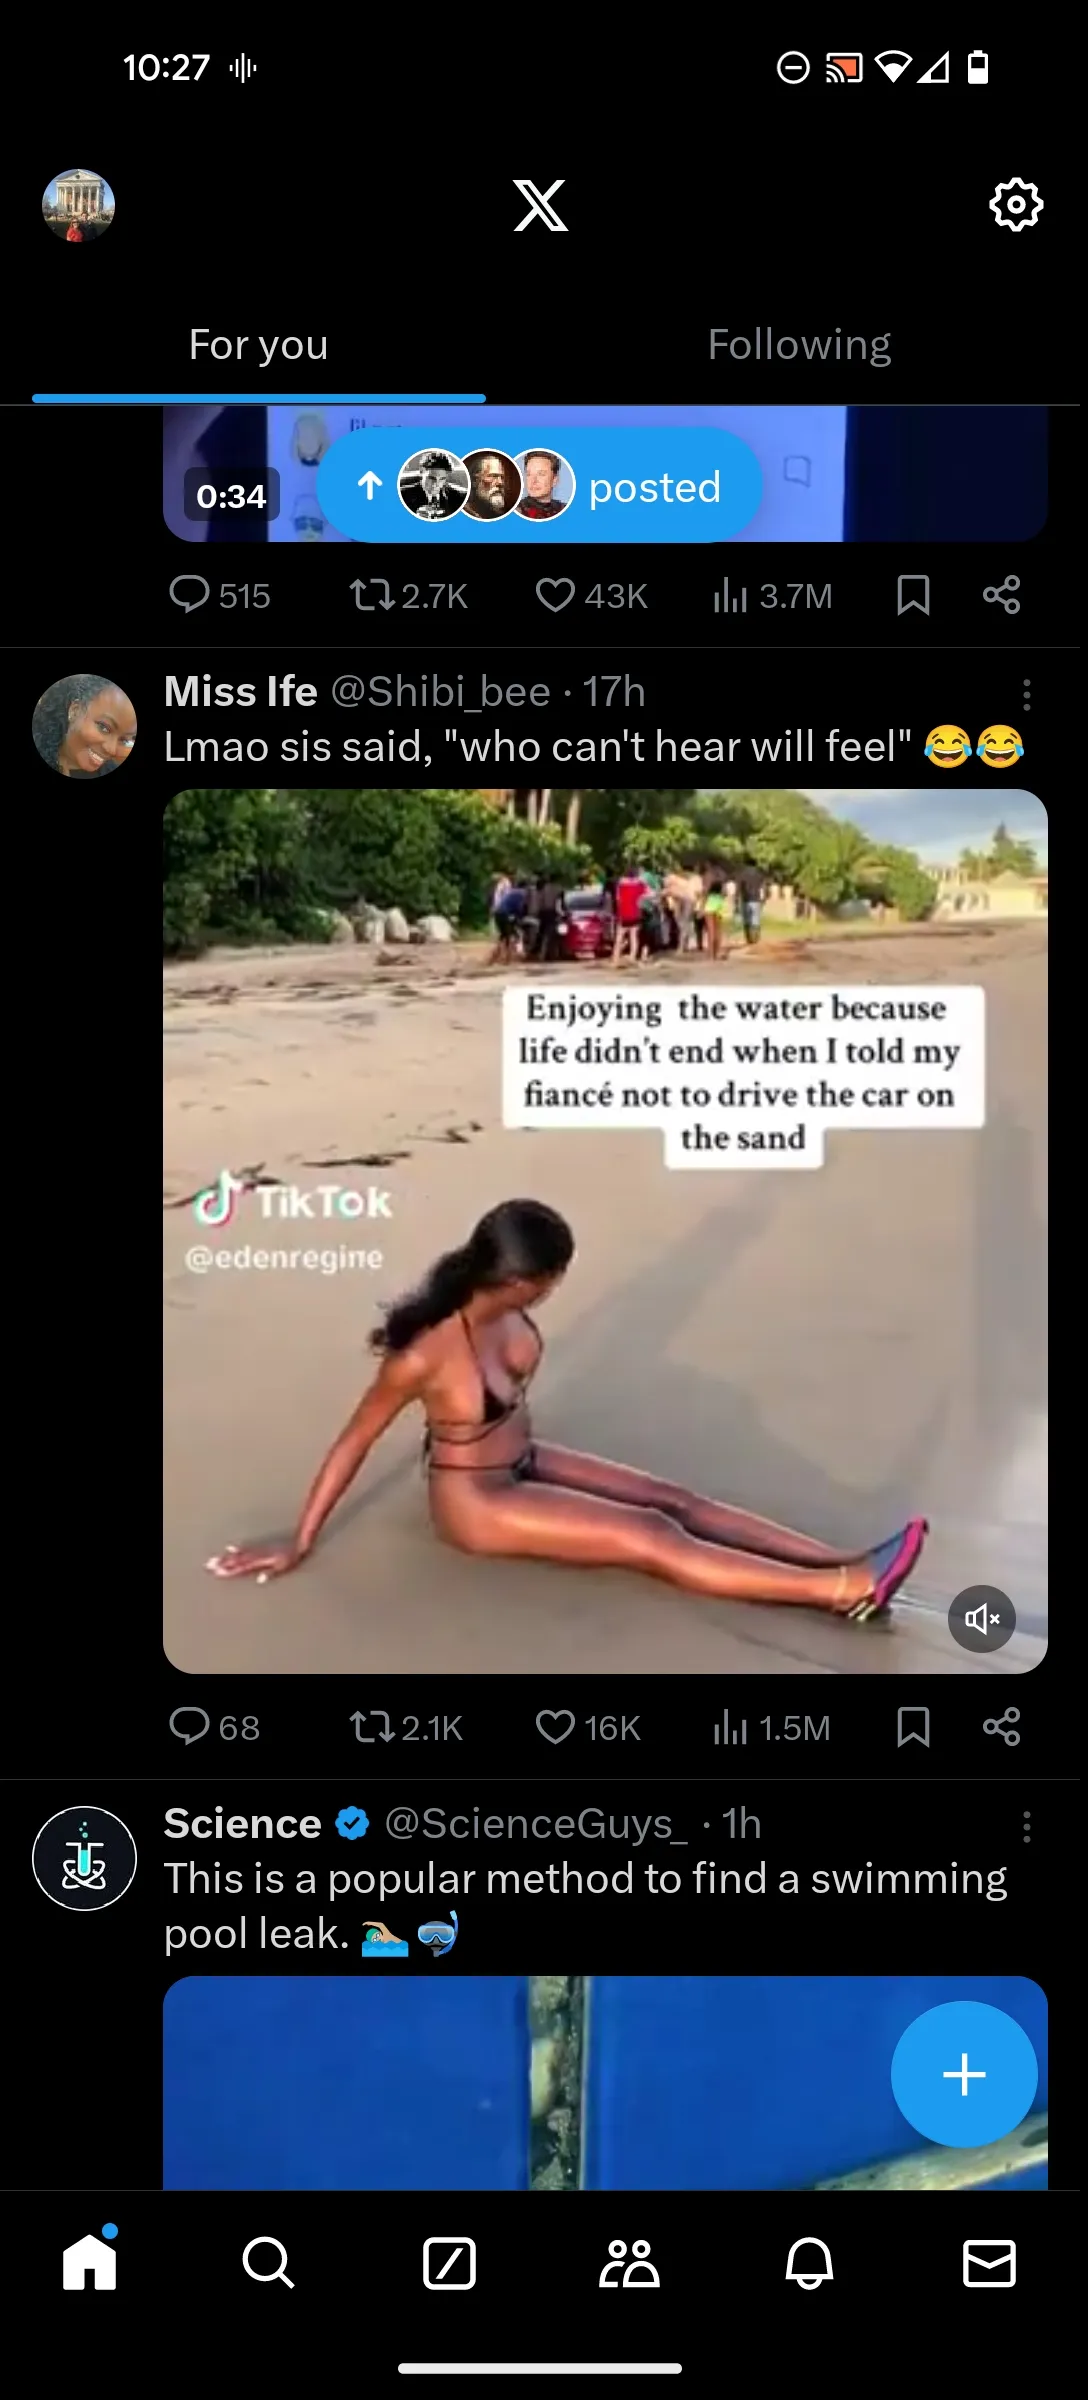 10:27
For you
Following
0:34
posted
515
2.7K
43K
3.7M
Miss Ife @Shibi_bee · 17h
Lmao sis said, "who can't hear will feel" 😂😂
Enjoying the water because
life didn't end when I told my
fiancé not to drive the car on
the sand
TikTok
@edenregine
68
2.1K
16K
1.5M
Science @ScienceGuys_ · 1h
This is a popular method to find a swimming
pool leak. 🏊🏼🤿